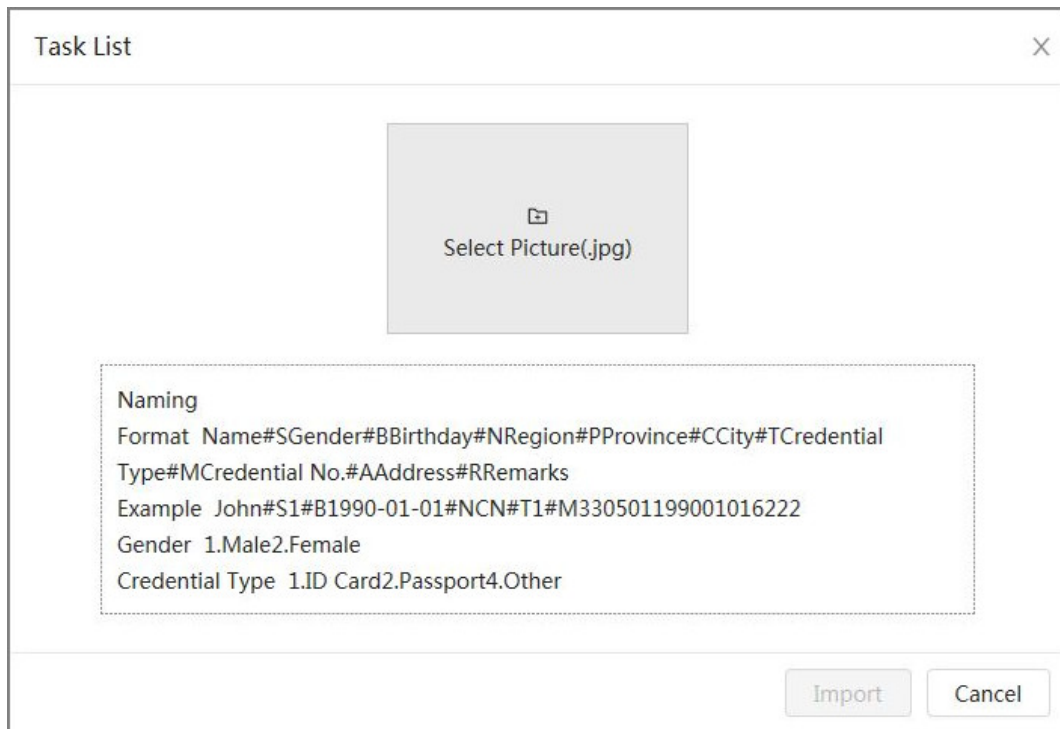 Task List
Select Picture(.jpg)
Naming
Format  Name#SGender#BBirthday#NRegion#PProvince#CCity#TCredential
Type#MCredential No.#AAddress#RRemarks
Example  John#S1#B1990-01-01#NCN#T1#M330501199001016222
Gender  1.Male2.Female
Credential Type  1.ID Card2.Passport4.Other
Import Cancel